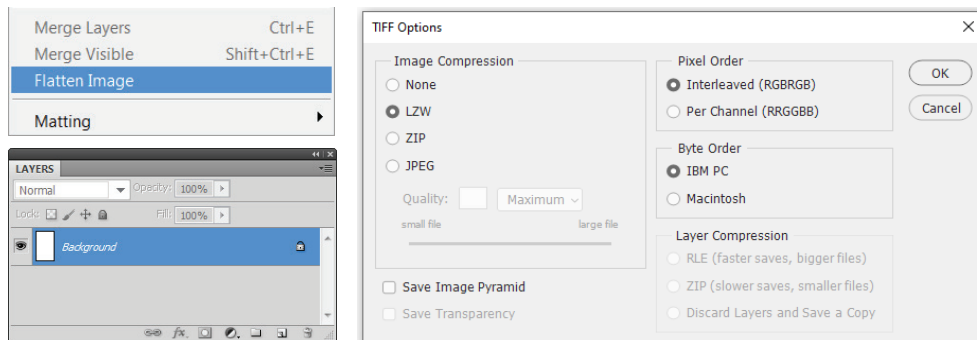 Merge Layers Ctrl+E
Merge Visible Shift+Ctrl+E
Flatten Image
Matting
LAYERS
Normal Opacity: 100%
Lock: Fill: 100%
Background
fx.
TIFF Options
Image Compression
None
LZW
ZIP
JPEG
Quality: Maximum
small file large file
Save Image Pyramid
Save Transparency
Pixel Order
Interleaved (RGBRGB)
Per Channel (RRGGBB)
Byte Order
IBM PC
Macintosh
Layer Compression
RLE (faster saves, bigger files)
ZIP (slower saves, smaller files)
Discard Layers and Save a Copy
OK
Cancel